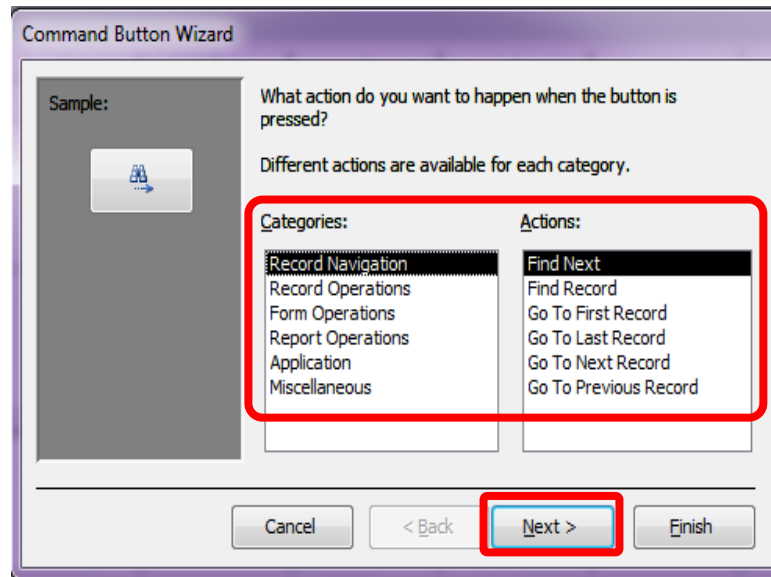 Command Button Wizard
Sample:
What action do you want to happen when the button is
pressed?
Different actions are available for each category.
Categories:
Actions:
Record Navigation
Record Operations
Form Operations
Report Operations
Application
Miscellaneous
Find Next
Find Record
Go To First Record
Go To Last Record
Go To Next Record
Go To Previous Record
Cancel
< Back
Next >
Finish